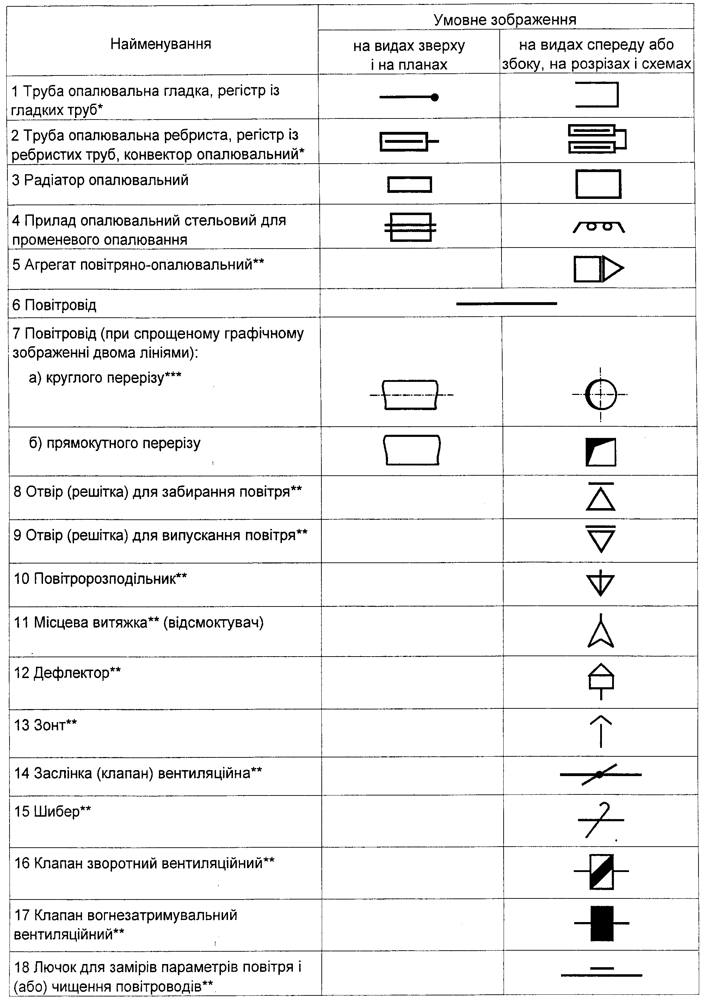 Найменування
Умовне зображення
на видах зверху
і на планах
на видах спереду або
збоку, на розрізах і схемах
1 Труба опалювальна гладка, регістр із
гладких труб*
2 Труба опалювальна ребриста, регістр із
ребристих труб, конвектор опалювальний*
3 Радіатор опалювальний
4 Прилад опалювальний стельовий для
променевого опалювання
5 Агрегат повітряно-опалювальний**
6 Повітровід
7 Повітровід (при спрощеному графічному
зображенні двома лініями):
а) круглого перерізу***
б) прямокутного перерізу
8 Отвір (решітка) для забирання повітря**
9 Отвір (решітка) для випускання повітря**
10 Повітророзподільник**
11 Місцева витяжка** (відсмоктувач)
12 Дефлектор**
13 Зонт**
14 Заслінка (клапан) вентиляційна**
15 Шибер**
16 Клапан зворотний вентиляційний**
17 Клапан вогнезатримувальний
вентиляційний**
18 Лючок для замірів параметрів повітря і
(або) чищення повітроводів**